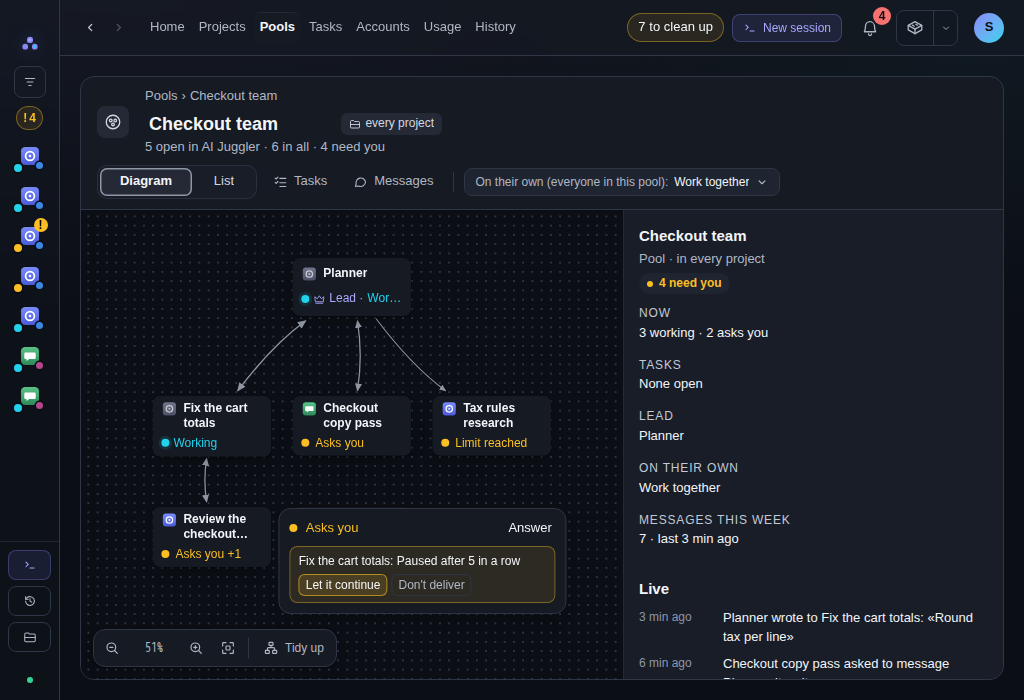 Home Projects Pools Tasks Accounts Usage History
7 to clean up
New session
4
S
!4
!
Pools › Checkout team
Checkout team
every project
5 open in AI Juggler · 6 in all · 4 need you
Diagram List Tasks Messages
On their own (everyone in this pool): Work together
Planner
Lead · Wor…
Fix the cart
totals
Working
Checkout
copy pass
Asks you
Tax rules
research
Limit reached
Review the
checkout…
Asks you +1
Asks you
Answer
Fix the cart totals: Paused after 5 in a row
Let it continue Don't deliver
51%
Tidy up
Checkout team
Pool · in every project
4 need you
NOW
3 working · 2 asks you
TASKS
None open
LEAD
Planner
ON THEIR OWN
Work together
MESSAGES THIS WEEK
7 · last 3 min ago
Live
3 min ago Planner wrote to Fix the cart totals: «Round
tax per line»
6 min ago Checkout copy pass asked to message